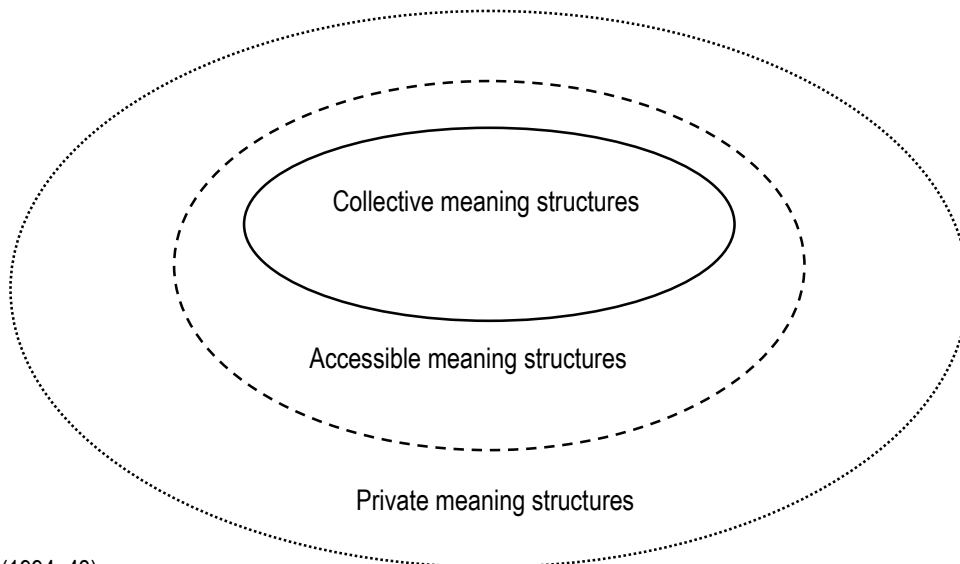 Collective meaning structures
Accessible meaning structures
Private meaning structures